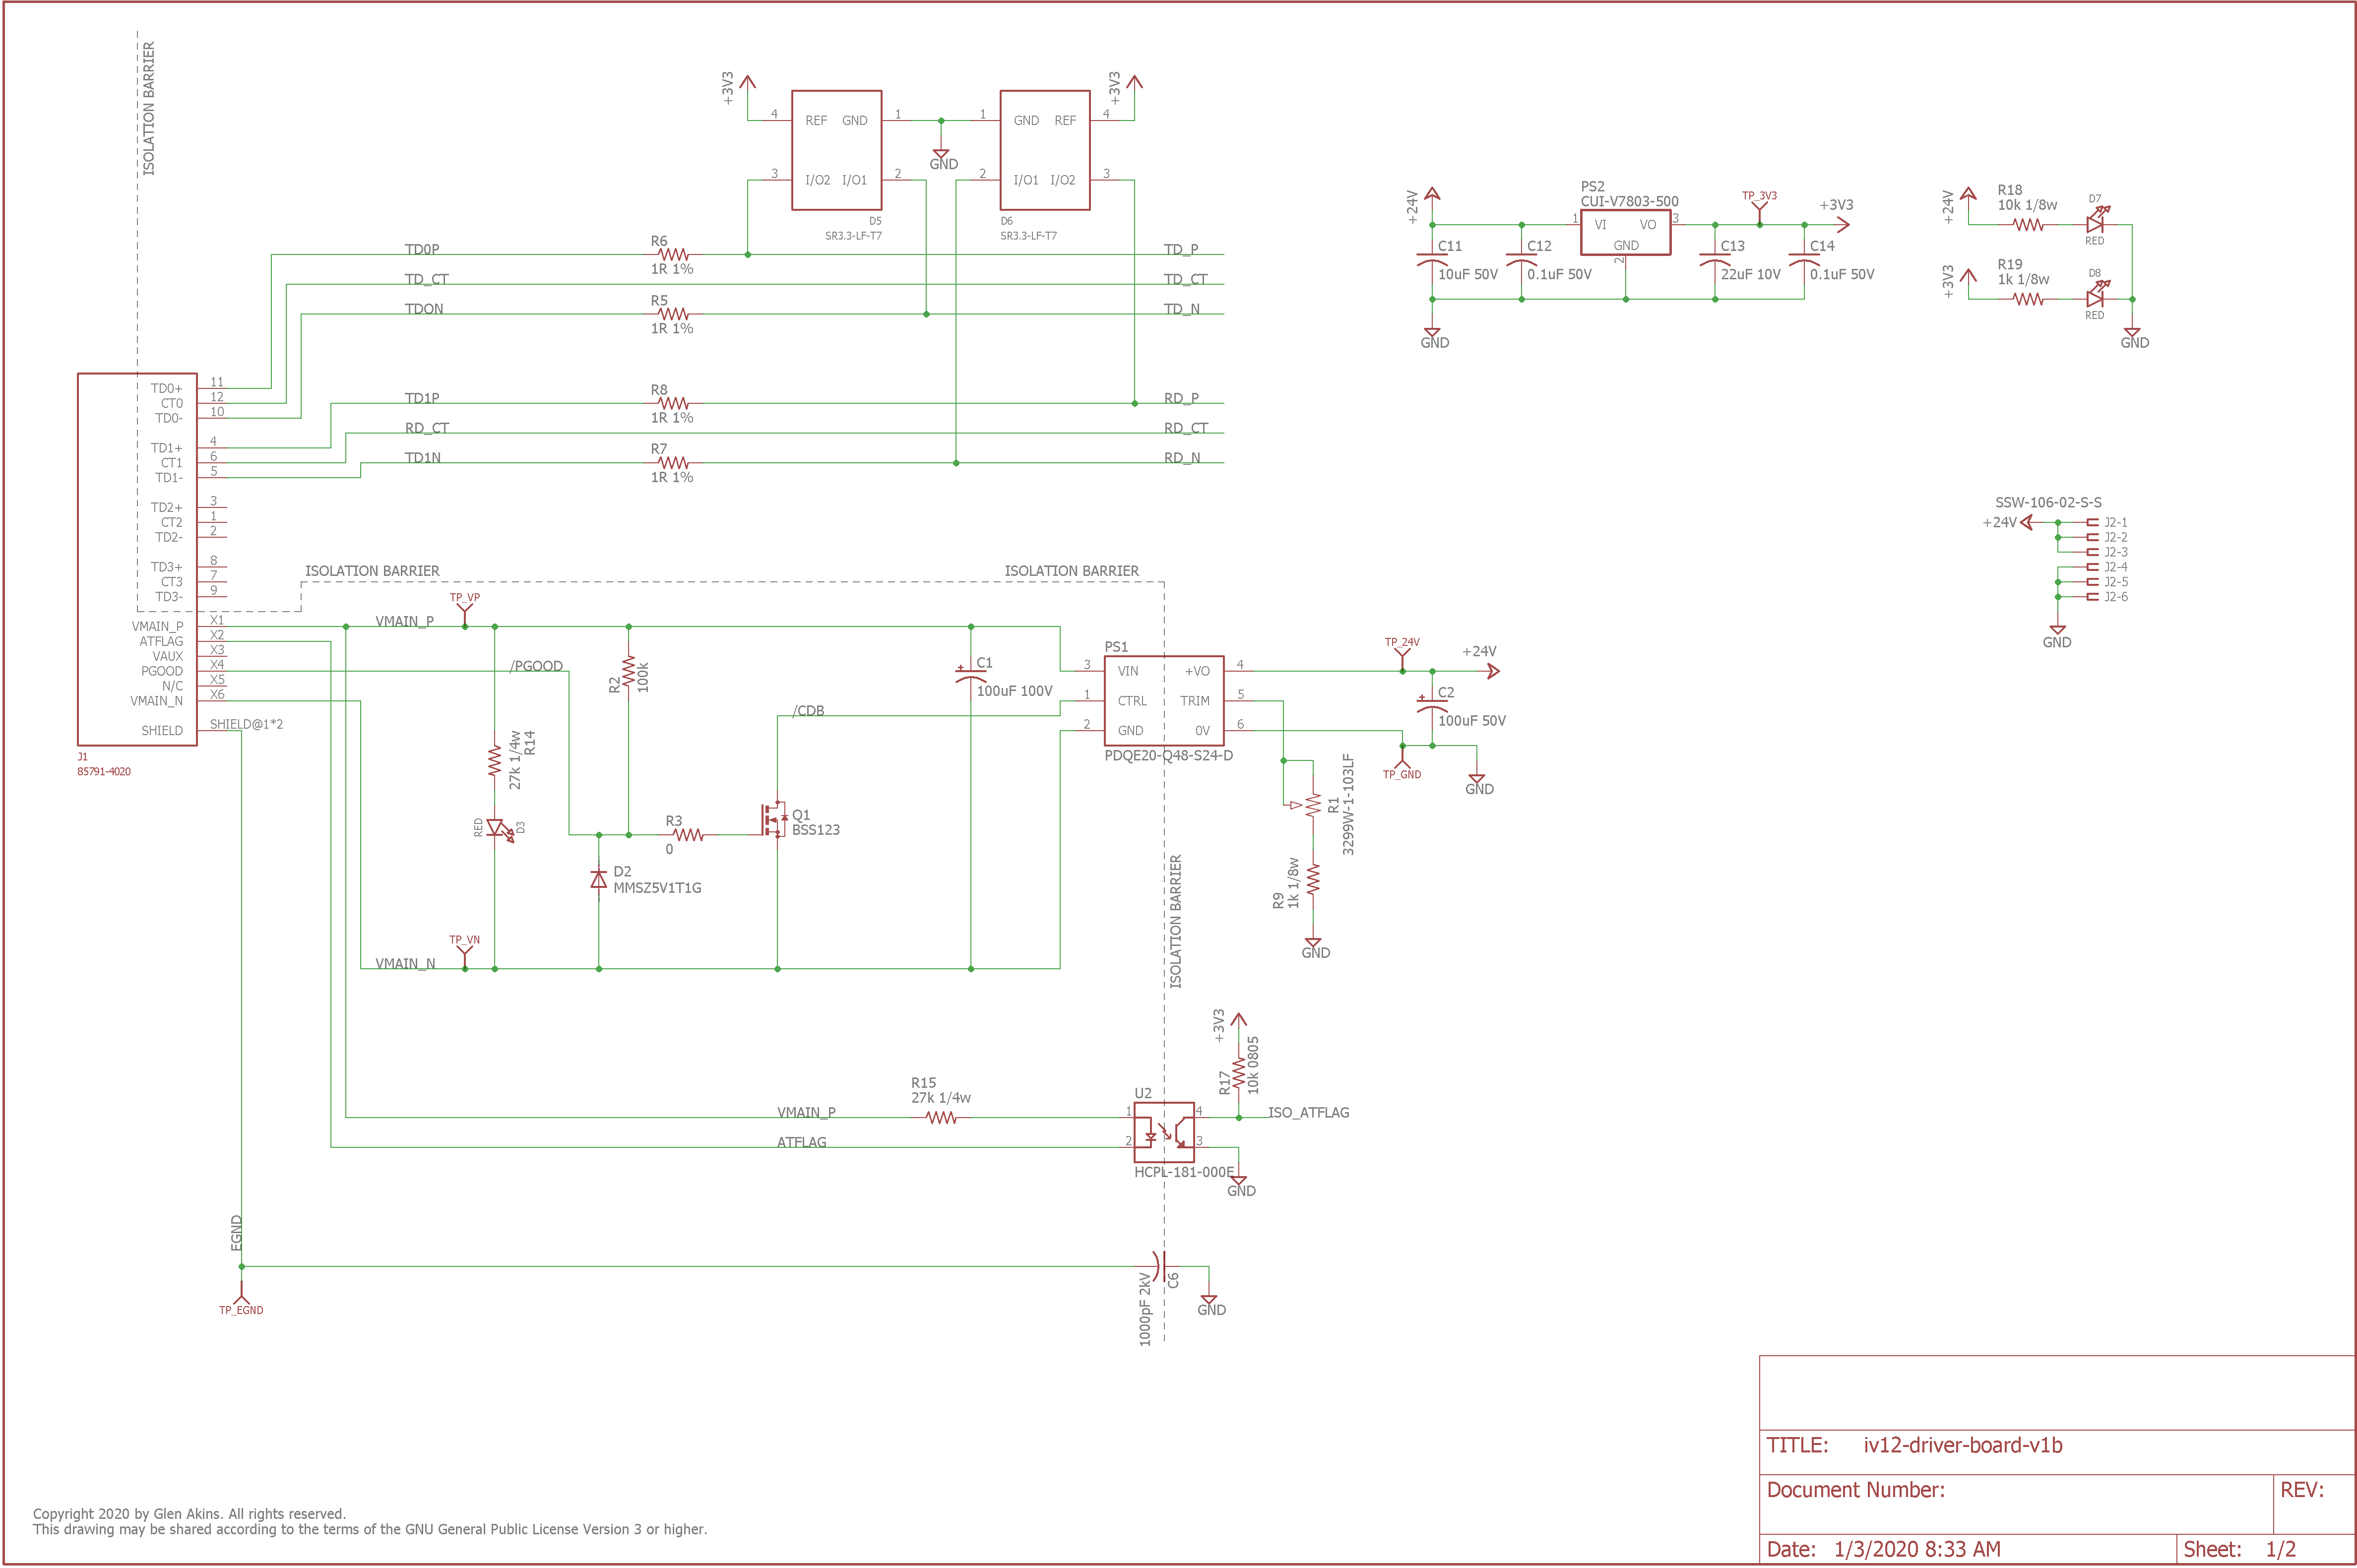 ISOLATION BARRIER
+3V3
4
REF
GND
1
3
I/O2
I/O1
2
D5
SR3.3-LF-T7
GND
1
GND
REF
4
+3V3
2
I/O1
I/O2
3
D6
SR3.3-LF-T7
TD0P
R6
1R 1%
TD_P
TD_CT
TD_CT
TDON
R5
1R 1%
TD_N
TD1P
R8
1R 1%
RD_P
RD_CT
RD_CT
TD1N
R7
1R 1%
RD_N
+24V
C11
10uF 50V
C12
0.1uF 50V
PS2
CUI-V7803-500
1
VI
VO
3
GND
2
TP_3V3
+3V3
C13
22uF 10V
C14
0.1uF 50V
GND
+24V
R18
10k 1/8w
D7
RED
+3V3
R19
1k 1/8w
D8
RED
GND
SSW-106-02-S-S
+24V
J2-1
J2-2
J2-3
J2-4
J2-5
J2-6
GND
TD0+ 11
CT0 12
TD0- 10
TD1+ 4
CT1 6
TD1- 5
TD2+ 3
CT2 1
TD2- 2
TD3+ 8
CT3 7
TD3- 9
VMAIN_P X1
ATFLAG X2
VAUX X3
PGOOD X4
N/C X5
VMAIN_N X6
SHIELD SHIELD@1*2
J1
85791-4020
ISOLATION BARRIER
ISOLATION BARRIER
VMAIN_P
TP_VP
/PGOOD
R2
100k
C1
100uF 100V
27k 1/4w
R14
RED
D3
R3
0
/CDB
Q1
BSS123
D2
MMSZ5V1T1G
TP_VN
VMAIN_N
PS1
3
VIN
+VO
4
1
CTRL
TRIM
5
2
GND
0V
6
PDQE20-Q48-S24-D
TP_24V
+24V
C2
100uF 50V
TP_GND
GND
R1
3299W-1-103LF
R9
1k 1/8w
GND
ISOLATION BARRIER
+3V3
R17
10k 0805
R15
27k 1/4w
VMAIN_P
ATFLAG
U2
1
2
4
3
HCPL-181-000E
ISO_ATFLAG
GND
EGND
TP_EGND
1000pF 2kV
C6
GND
TITLE: iv12-driver-board-v1b
Document Number:
REV:
Date: 1/3/2020 8:33 AM
Sheet: 1/2
Copyright 2020 by Glen Akins. All rights reserved.
This drawing may be shared according to the terms of the GNU General Public License Version 3 or higher.